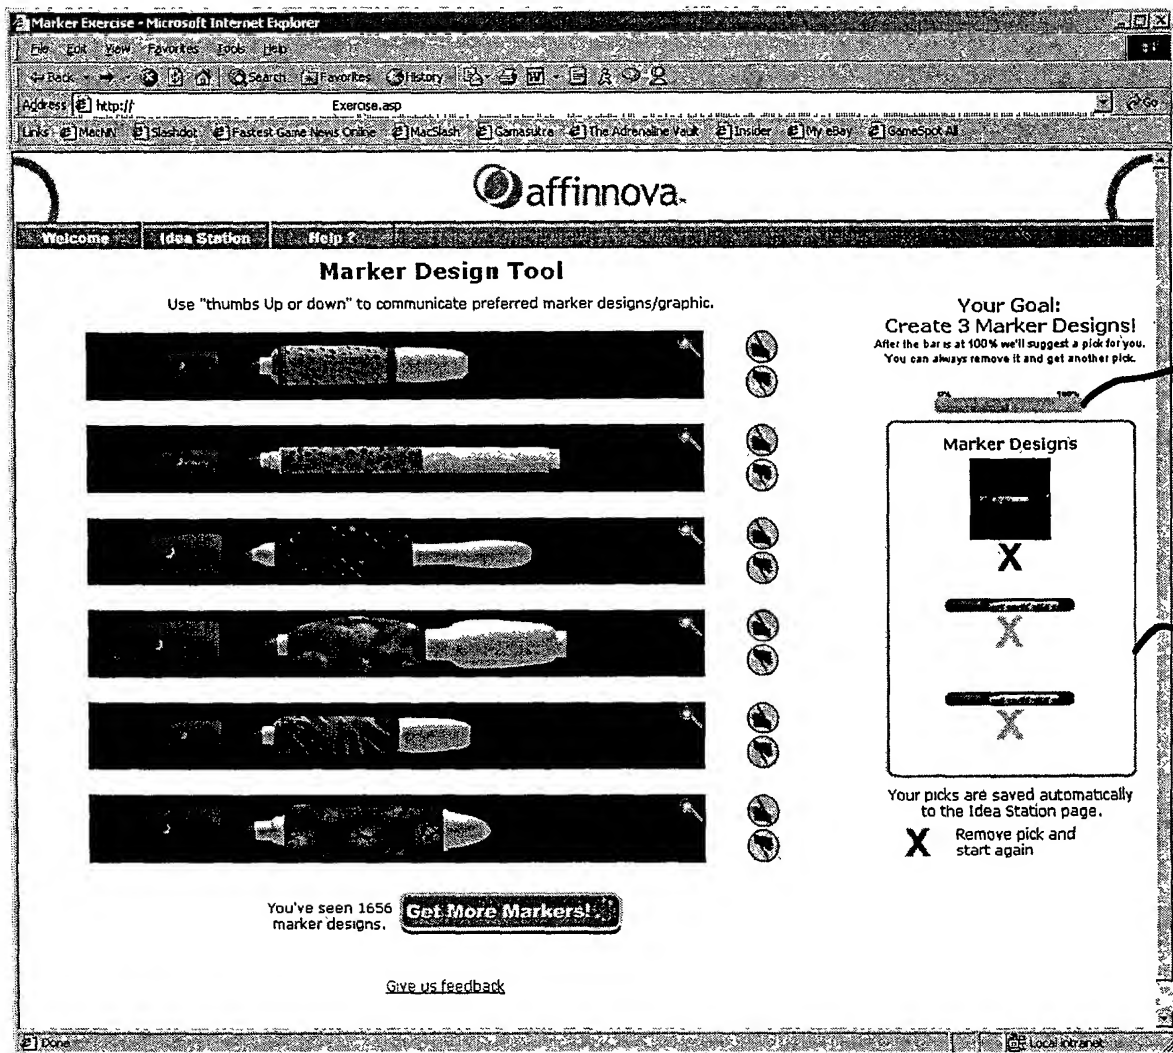 Marker Exercise - Microsoft Internet Explorer
File Edit View Favorites Tools Help
Back Search Favorites History
Address http:// Exercise.asp Go
Links MacNN Slashdot Fastest Game News Online MacSlash Gamasutra The Adrenaline Vault Insider My eBay GameSpot All
affinnova
Welcome Idea Station Help ?
Marker Design Tool
Use "thumbs Up or down" to communicate preferred marker designs/graphic.
Your Goal:
Create 3 Marker Designs!
After the bar is at 100% we'll suggest a pick for you.
You can always remove it and get another pick.
0% 100%
Marker Designs
X
X
X
Your picks are saved automatically
to the Idea Station page.
X Remove pick and
start again
You've seen 1656
marker designs.
Get More Markers!
Give us feedback
Done Local intranet